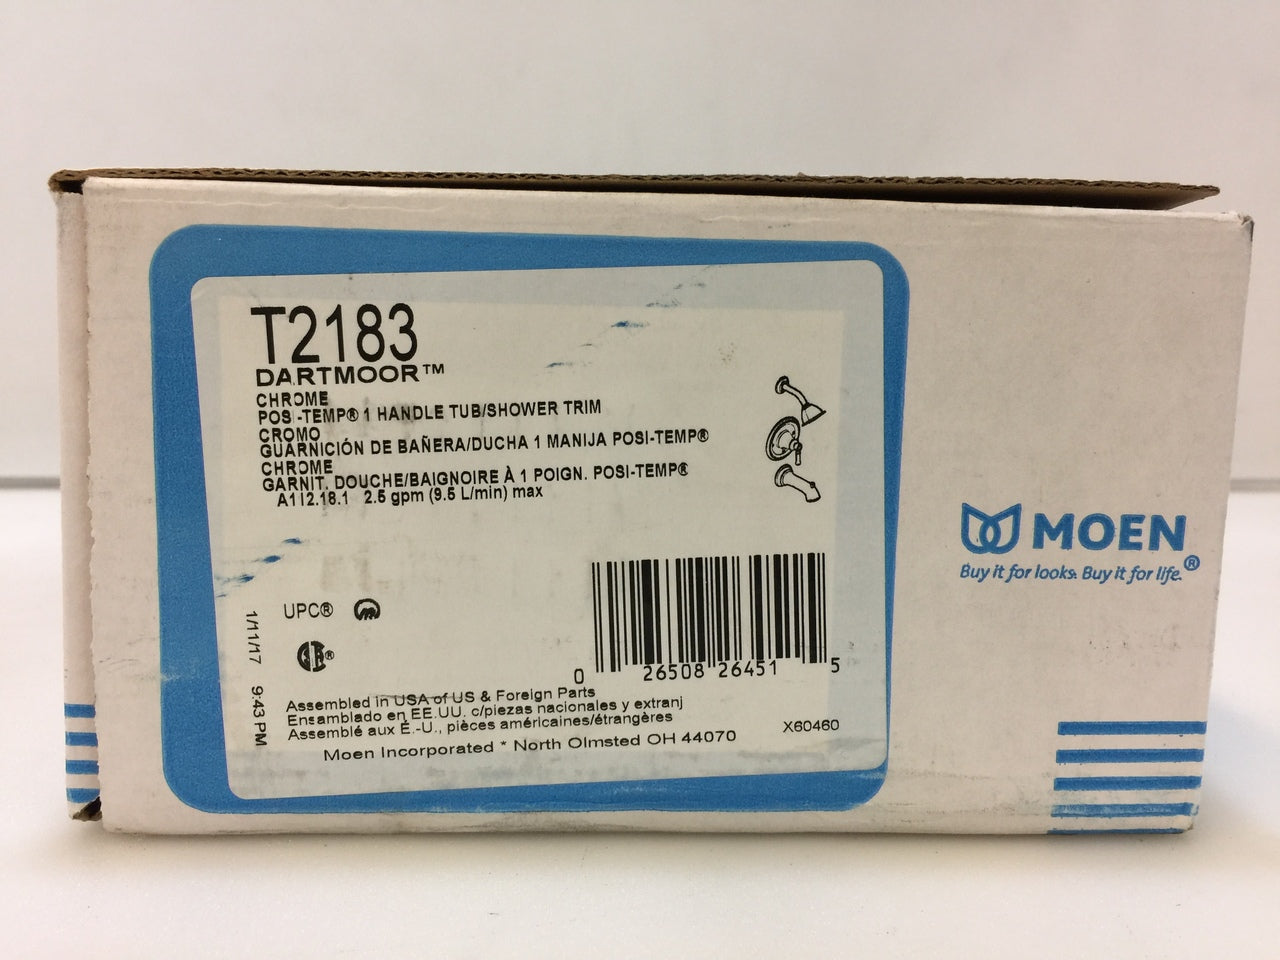 T2183
DARTMOOR™
CHROME
POSI-TEMP® 1 HANDLE TUB/SHOWER TRIM
CROMO
GUARNICIÓN DE BAÑERA/DUCHA 1 MANIJA POSI-TEMP®
CHROME
GARNIT. DOUCHE/BAIGNOIRE À 1 POIGN. POSI-TEMP®
A112.18.1 2.5 gpm (9.5 L/min) max
MOEN
Buy it for looks. Buy it for life.®
UPC®
1/11/17 9:43 PM
0 26508 26451 5
Assembled in USA of US & Foreign Parts
Ensamblado en EE.UU. c/piezas nacionales y extranj
Assemblé aux É.-U., pièces américaines/étrangères
X60460
Moen Incorporated * North Olmsted OH 44070